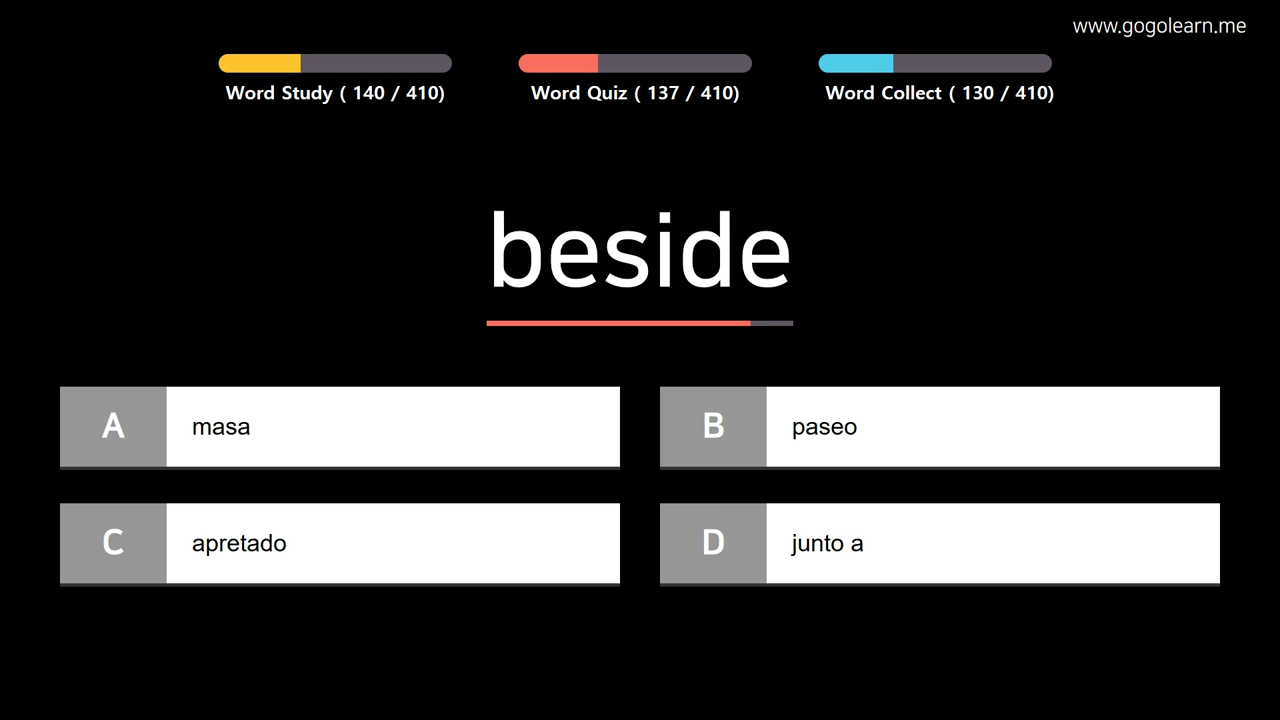 www.gogolearn.me
Word Study ( 140 / 410)
Word Quiz ( 137 / 410)
Word Collect ( 130 / 410)
beside
A
masa
B
paseo
C
apretado
D
junto a